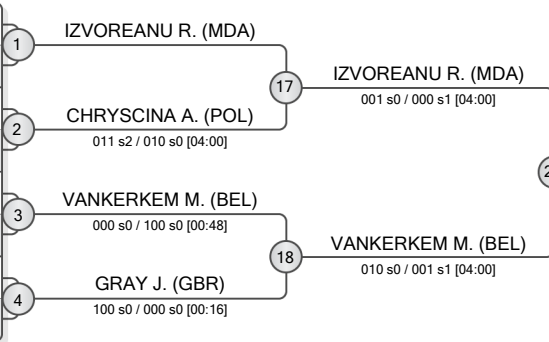 1
IZVOREANU R. (MDA)
2
CHRYSCINA A. (POL)
011 s2 / 010 s0 [04:00]
17
IZVOREANU R. (MDA)
001 s0 / 000 s1 [04:00]
3
VANKERKEM M. (BEL)
000 s0 / 100 s0 [00:48]
4
GRAY J. (GBR)
100 s0 / 000 s0 [00:16]
18
VANKERKEM M. (BEL)
010 s0 / 001 s1 [04:00]